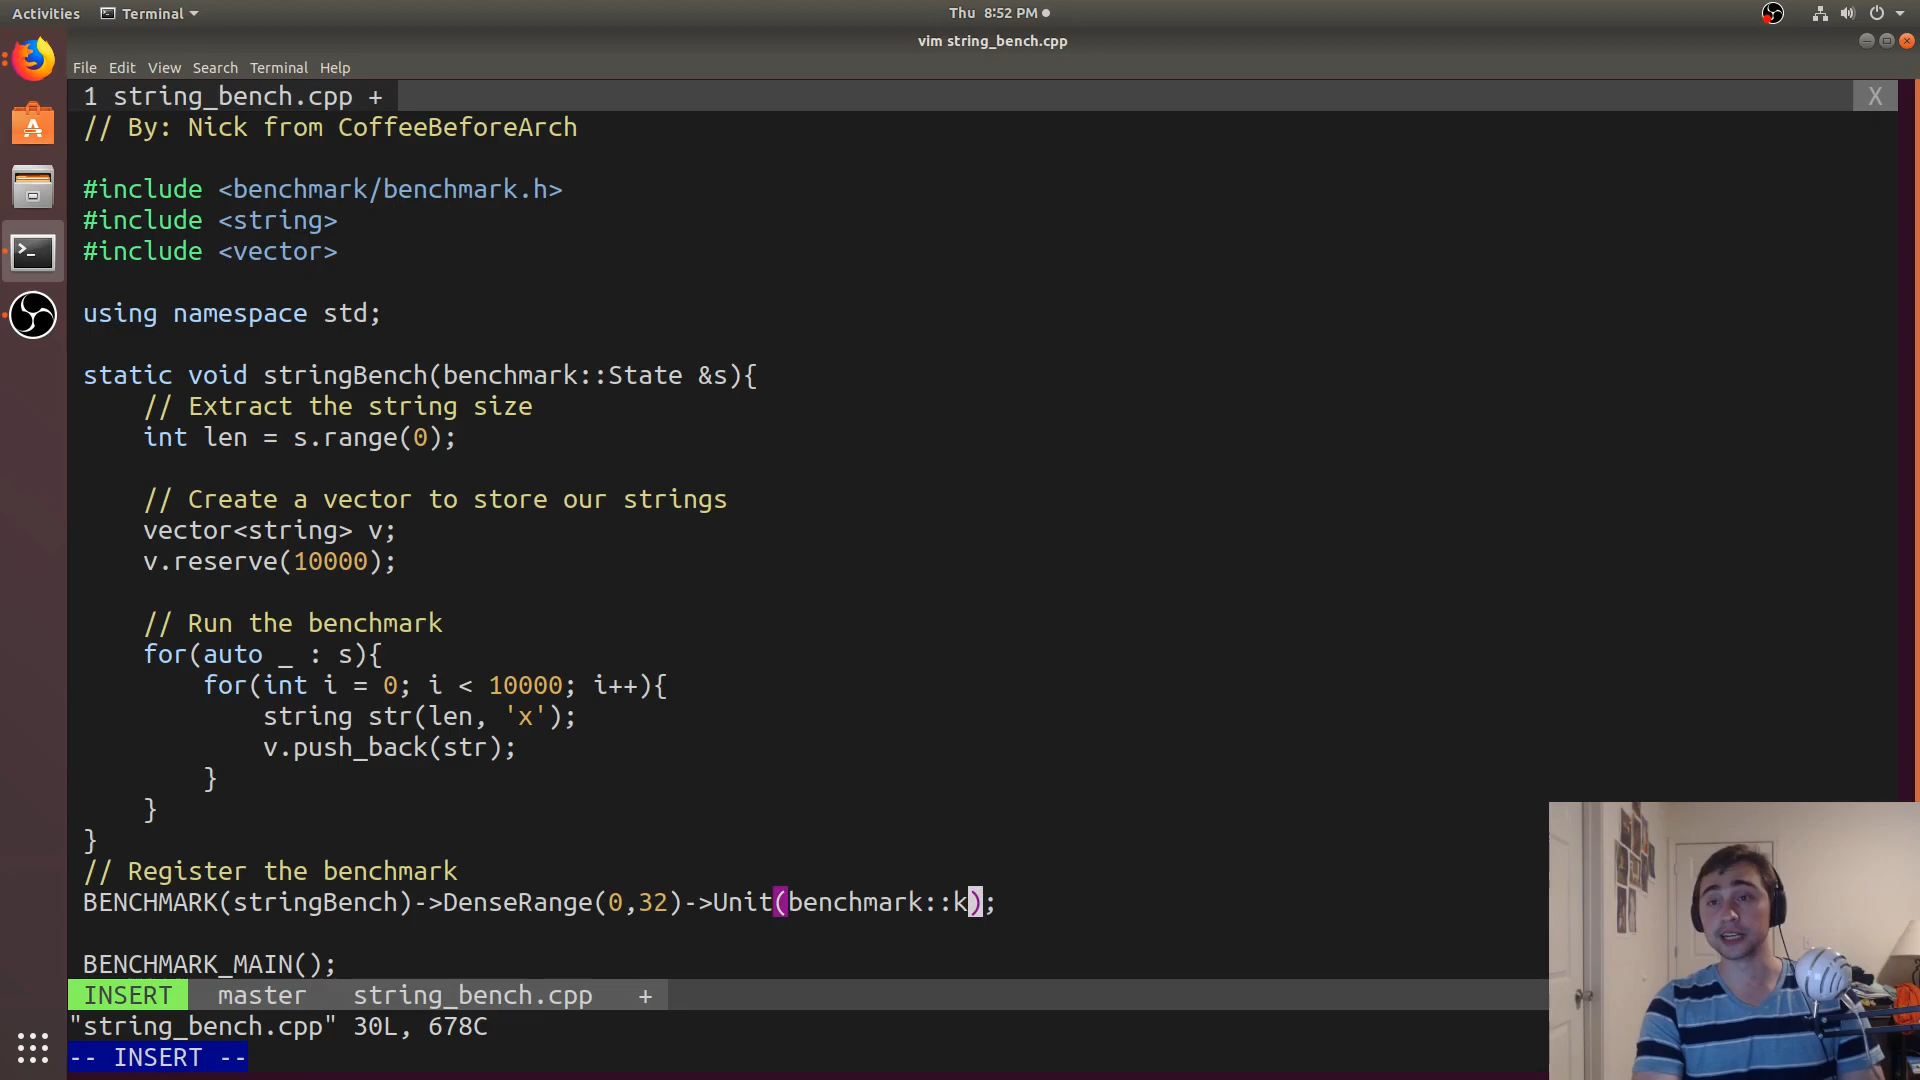 Activities Terminal Thu 8:52 PM
vim string_bench.cpp
File Edit View Search Terminal Help
1 string_bench.cpp + X
// By: Nick from CoffeeBeforeArch
#include <benchmark/benchmark.h>
#include <string>
#include <vector>
using namespace std;
static void stringBench(benchmark::State &s){
// Extract the string size
int len = s.range(0);
// Create a vector to store our strings
vector<string> v;
v.reserve(10000);
// Run the benchmark
for(auto _ : s){
for(int i = 0; i < 10000; i++){
string str(len, 'x');
v.push_back(str);
}
}
}
// Register the benchmark
BENCHMARK(stringBench)->DenseRange(0,32)->Unit(benchmark::k);
BENCHMARK_MAIN();
INSERT master string_bench.cpp +
"string_bench.cpp" 30L, 678C
-- INSERT --